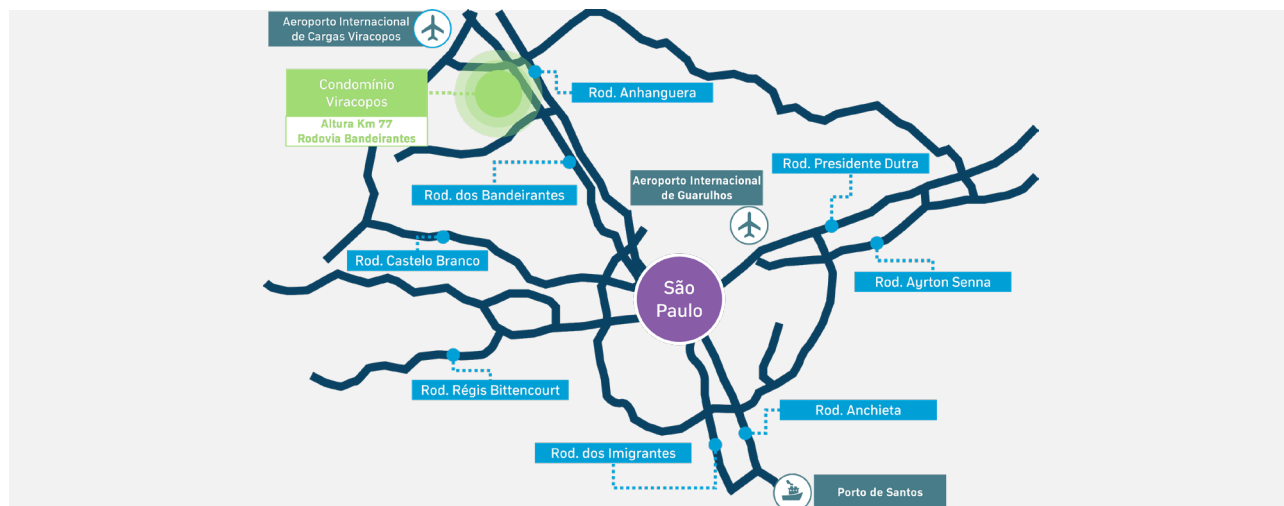 Aeroporto Internacional
de Cargas Viracopos
Condomínio
Viracopos
Altura Km 77
Rodovia Bandeirantes
Rod. Anhanguera
Rod. dos Bandeirantes
Aeroporto Internacional
de Guarulhos
Rod. Presidente Dutra
Rod. Castelo Branco
São
Paulo
Rod. Ayrton Senna
Rod. Régis Bittencourt
Rod. Anchieta
Rod. dos Imigrantes
Porto de Santos